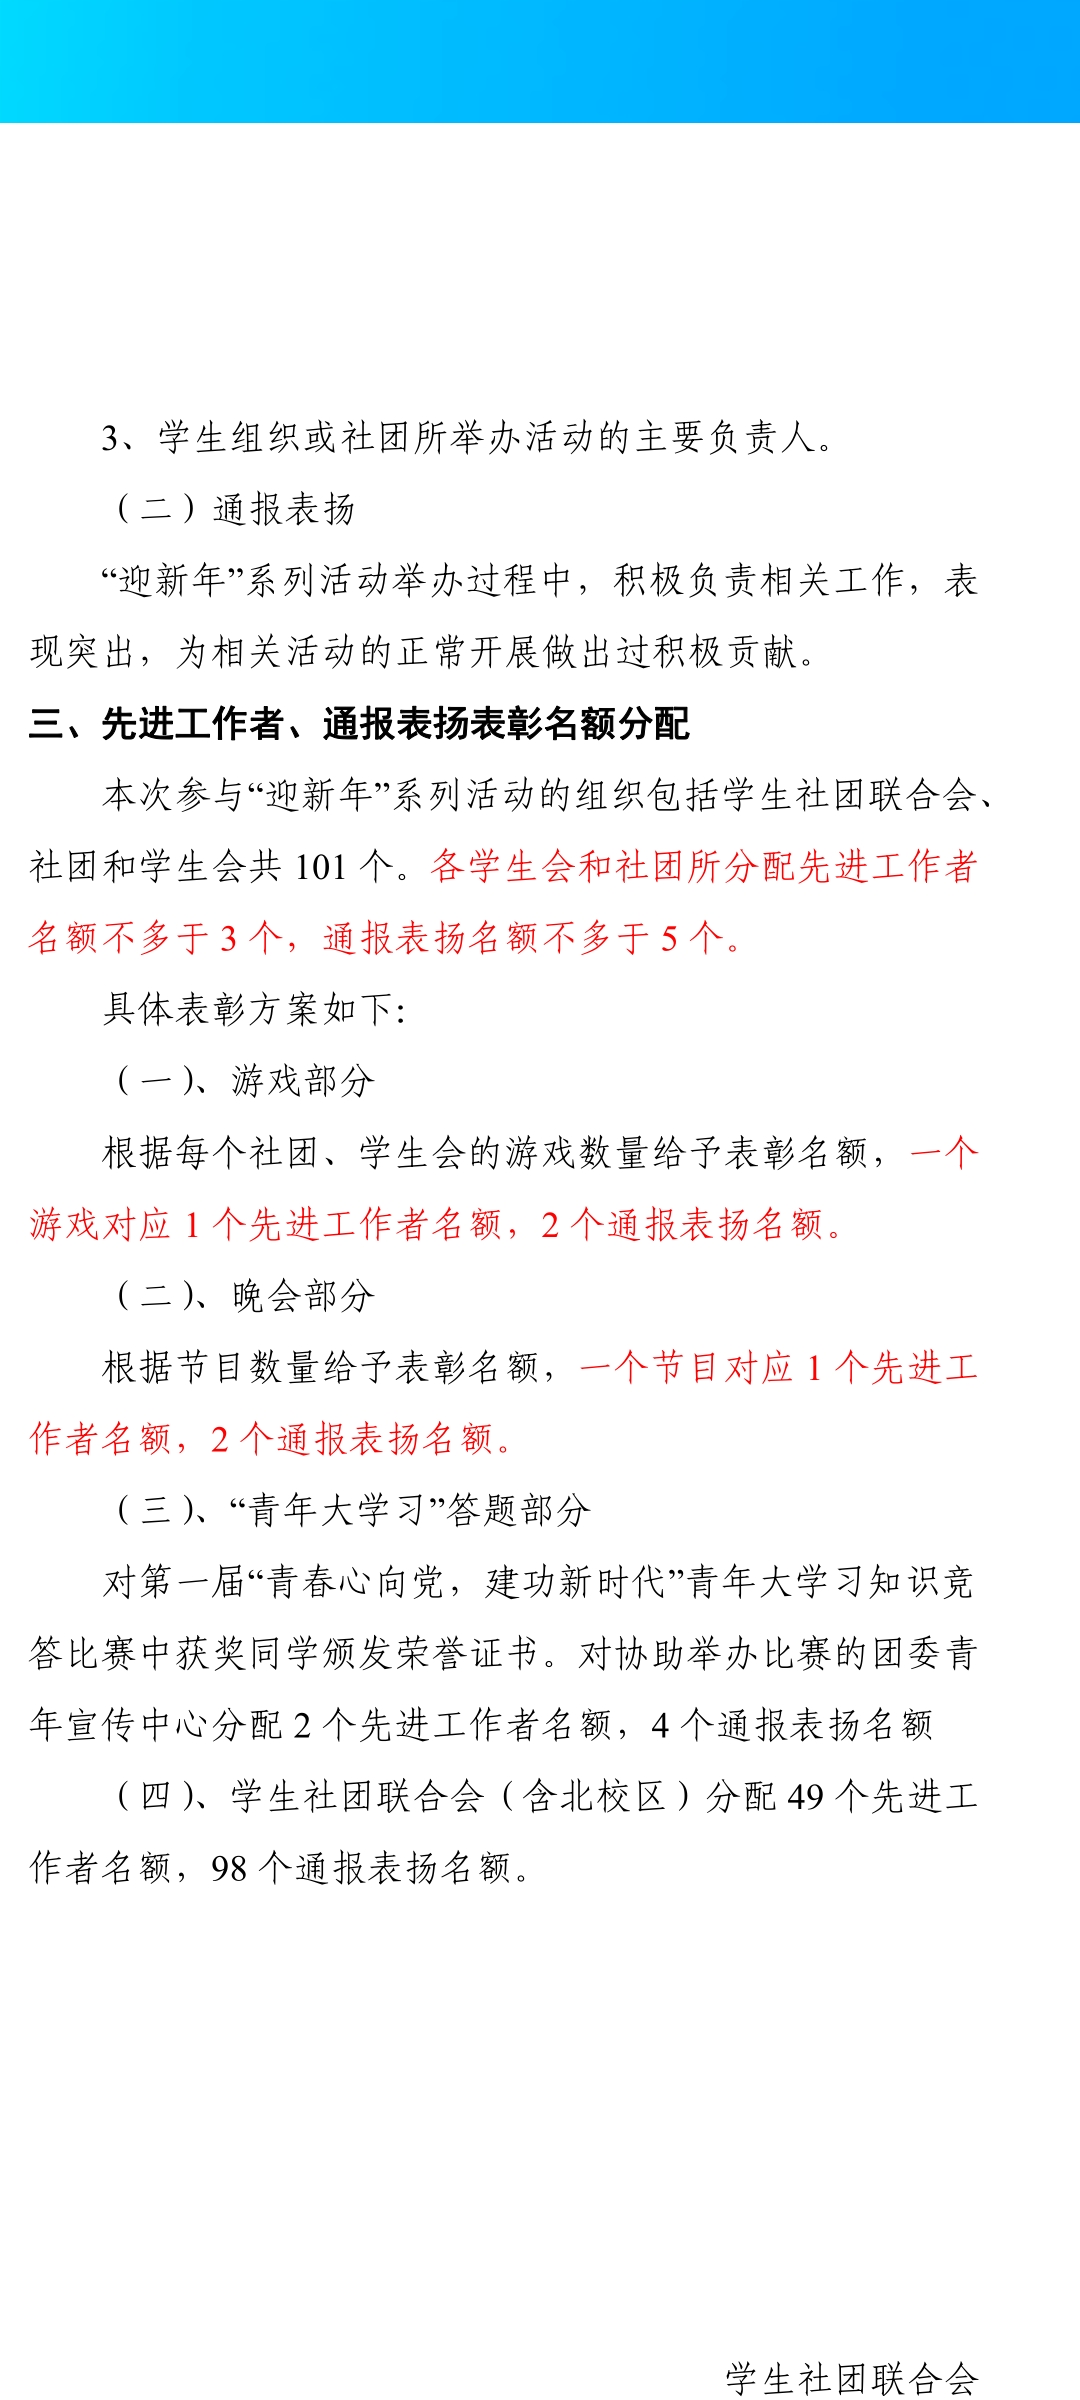 3、学生组织或社团所举办活动的主要负责人。
（二）通报表扬
“迎新年”系列活动举办过程中，积极负责相关工作，表
现突出，为相关活动的正常开展做出过积极贡献。
三、先进工作者、通报表扬表彰名额分配
本次参与“迎新年”系列活动的组织包括学生社团联合会、
社团和学生会共 101 个。各学生会和社团所分配先进工作者
名额不多于 3 个，通报表扬名额不多于 5 个。
具体表彰方案如下：
（一）、游戏部分
根据每个社团、学生会的游戏数量给予表彰名额，一个
游戏对应 1 个先进工作者名额，2 个通报表扬名额。
（二）、晚会部分
根据节目数量给予表彰名额，一个节目对应 1 个先进工
作者名额，2 个通报表扬名额。
（三）、“青年大学习”答题部分
对第一届“青春心向党，建功新时代”青年大学习知识竞
答比赛中获奖同学颁发荣誉证书。对协助举办比赛的团委青
年宣传中心分配 2 个先进工作者名额，4 个通报表扬名额
（四）、学生社团联合会（含北校区）分配 49 个先进工
作者名额，98 个通报表扬名额。
学生社团联合会